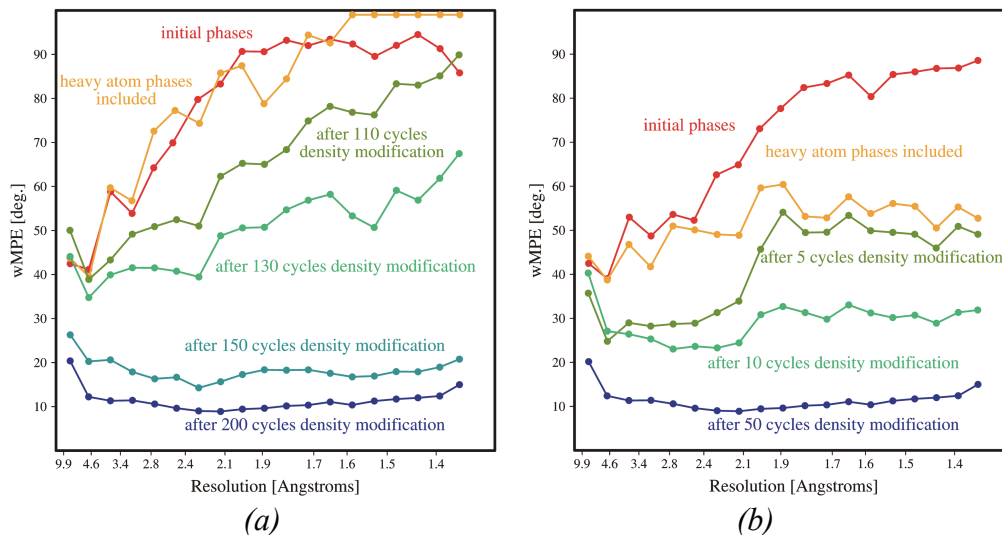 initial phases
heavy atom phases
included
after 110 cycles
density modification
after 130 cycles density modification
after 150 cycles density modification
after 200 cycles density modification
wMPE [deg.]
90
80
70
60
50
40
30
20
10
9.9 4.6 3.4 2.8 2.4 2.1 1.9 1.7 1.6 1.5 1.4
Resolution [Angstroms]
(a)
initial phases
heavy atom phases included
after 5 cycles density modification
after 10 cycles density modification
after 50 cycles density modification
wMPE [deg.]
90
80
70
60
50
40
30
20
10
9.9 4.6 3.4 2.8 2.4 2.1 1.9 1.7 1.6 1.5 1.4
Resolution [Angstroms]
(b)